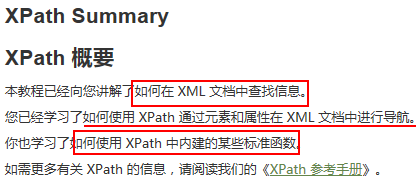 XPath Summary
XPath 概要
本教程已经向您讲解了如何在 XML 文档中查找信息。
您已经学习了如何使用 XPath 通过元素和属性在 XML 文档中进行导航。
你也学习了如何使用 XPath 中内建的某些标准函数。
如需更多有关 XPath 的信息，请阅读我们的《XPath 参考手册》。